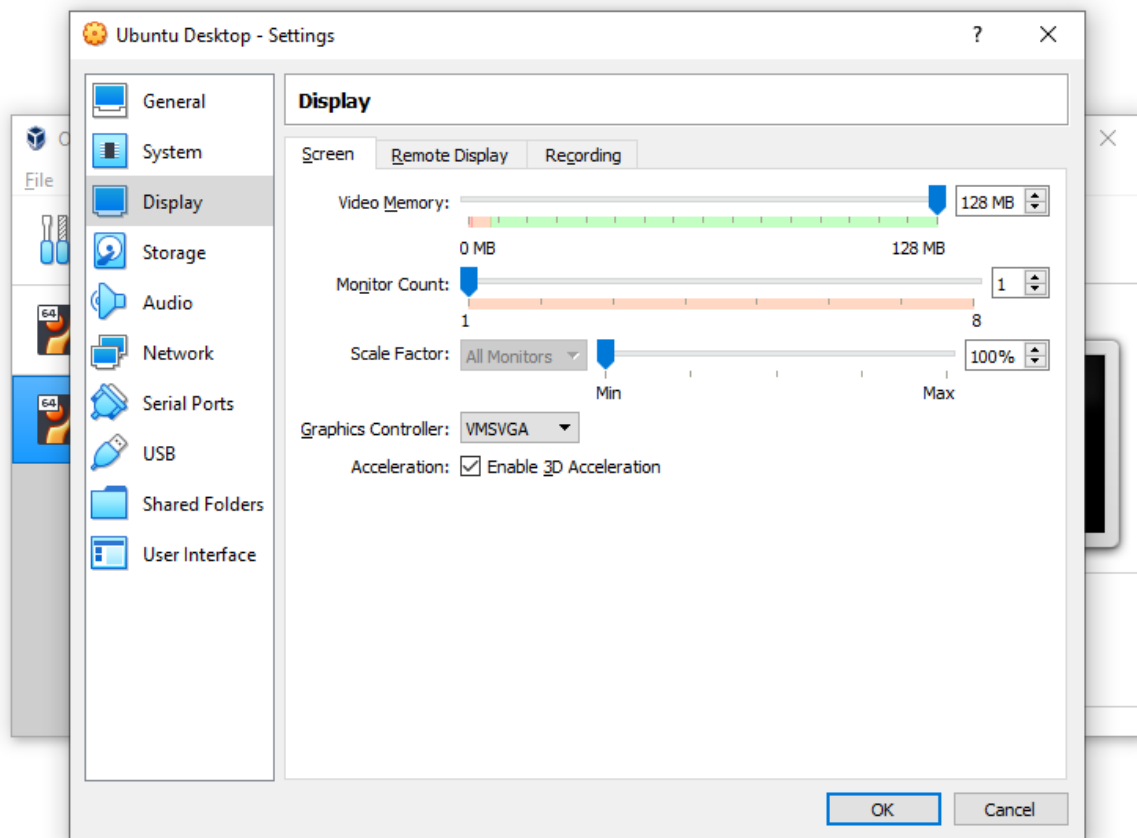 Ubuntu Desktop - Settings
?
General
System
Display
Storage
Audio
Network
Serial Ports
USB
Shared Folders
User Interface
Display
Screen Remote Display Recording
Video Memory: 128 MB
0 MB 128 MB
Monitor Count: 1
1 8
Scale Factor: All Monitors 100%
Min Max
Graphics Controller: VMSVGA
Acceleration: Enable 3D Acceleration
OK Cancel
File
64
64